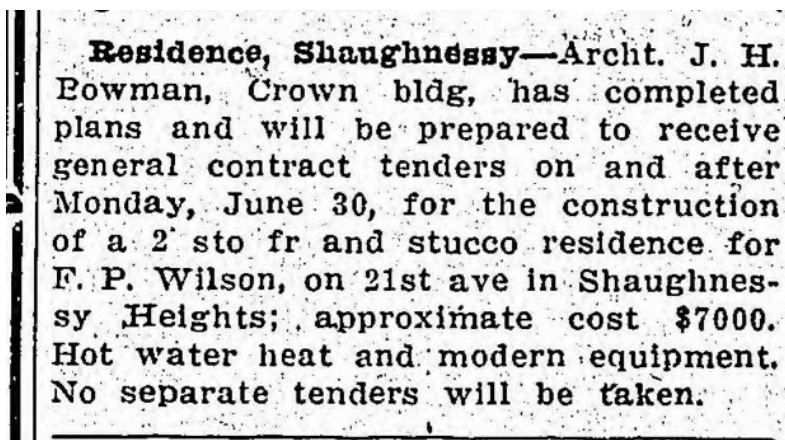 Residence, Shaughnessy—Archt. J. H.
Bowman, Crown bldg, has completed
plans and will be prepared to receive
general contract tenders on and after
Monday, June 30, for the construction
of a 2 sto fr and stucco residence for
F. P. Wilson, on 21st ave in Shaughnes-
sy Heights; approximate cost $7000.
Hot water heat and modern equipment.
No separate tenders will be taken.